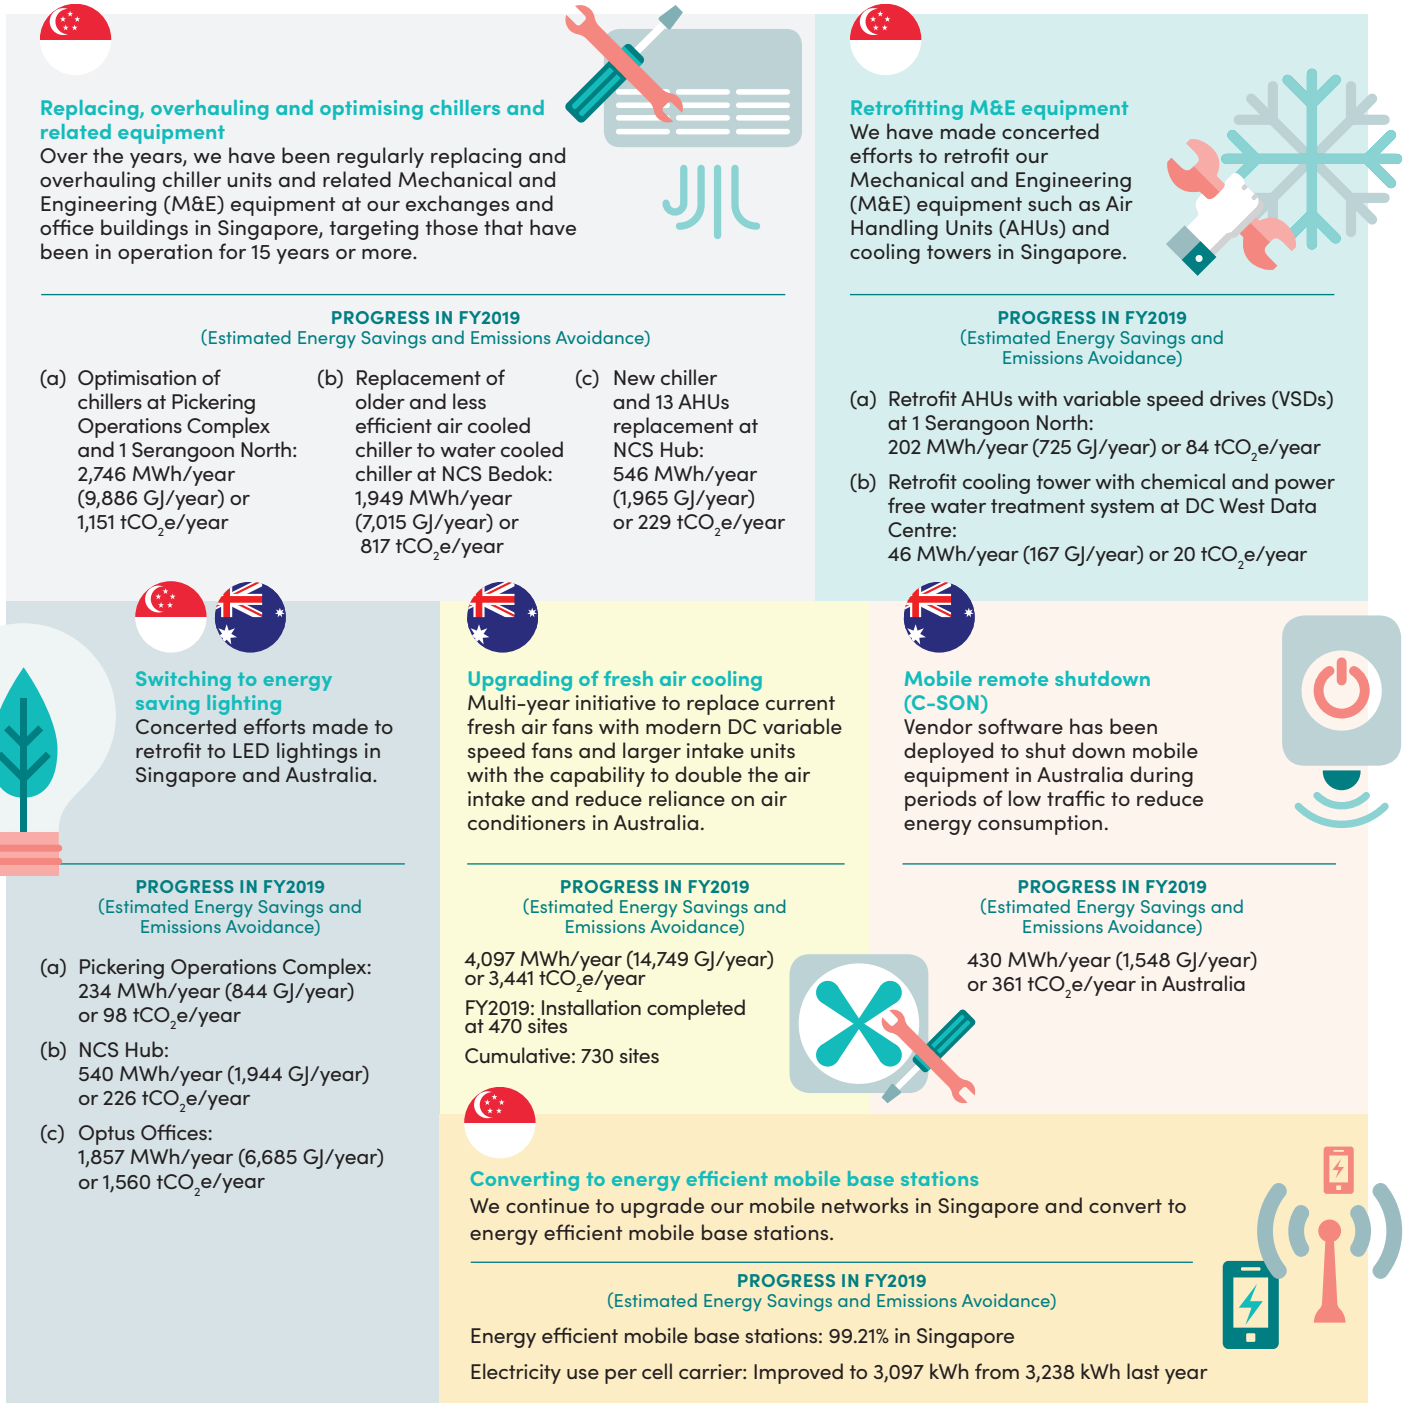 Replacing, overhauling and optimising chillers and
related equipment
Over the years, we have been regularly replacing and
overhauling chiller units and related Mechanical and
Engineering (M&E) equipment at our exchanges and
office buildings in Singapore, targeting those that have
been in operation for 15 years or more.
PROGRESS IN FY2019
(Estimated Energy Savings and Emissions Avoidance)
(a) Optimisation of
chillers at Pickering
Operations Complex
and 1 Serangoon North:
2,746 MWh/year
(9,886 GJ/year) or
1,151 tCO₂e/year
(b) Replacement of
older and less
efficient air cooled
chiller to water cooled
chiller at NCS Bedok:
1,949 MWh/year
(7,015 GJ/year) or
817 tCO₂e/year
(c) New chiller
and 13 AHUs
replacement at
NCS Hub:
546 MWh/year
(1,965 GJ/year)
or 229 tCO₂e/year
Retrofitting M&E equipment
We have made concerted
efforts to retrofit our
Mechanical and Engineering
(M&E) equipment such as Air
Handling Units (AHUs) and
cooling towers in Singapore.
PROGRESS IN FY2019
(Estimated Energy Savings and
Emissions Avoidance)
(a) Retrofit AHUs with variable speed drives (VSDs)
at 1 Serangoon North:
202 MWh/year (725 GJ/year) or 84 tCO₂e/year
(b) Retrofit cooling tower with chemical and power
free water treatment system at DC West Data
Centre:
46 MWh/year (167 GJ/year) or 20 tCO₂e/year
Switching to energy
saving lighting
Concerted efforts made to
retrofit to LED lightings in
Singapore and Australia.
PROGRESS IN FY2019
(Estimated Energy Savings and
Emissions Avoidance)
(a) Pickering Operations Complex:
234 MWh/year (844 GJ/year)
or 98 tCO₂e/year
(b) NCS Hub:
540 MWh/year (1,944 GJ/year)
or 226 tCO₂e/year
(c) Optus Offices:
1,857 MWh/year (6,685 GJ/year)
or 1,560 tCO₂e/year
Upgrading of fresh air cooling
Multi-year initiative to replace current
fresh air fans with modern DC variable
speed fans and larger intake units
with the capability to double the air
intake and reduce reliance on air
conditioners in Australia.
PROGRESS IN FY2019
(Estimated Energy Savings and
Emissions Avoidance)
4,097 MWh/year (14,749 GJ/year)
or 3,441 tCO₂e/year
FY2019: Installation completed
at 470 sites
Cumulative: 730 sites
Mobile remote shutdown
(C-SON)
Vendor software has been
deployed to shut down mobile
equipment in Australia during
periods of low traffic to reduce
energy consumption.
PROGRESS IN FY2019
(Estimated Energy Savings and
Emissions Avoidance)
430 MWh/year (1,548 GJ/year)
or 361 tCO₂e/year in Australia
Converting to energy efficient mobile base stations
We continue to upgrade our mobile networks in Singapore and convert to
energy efficient mobile base stations.
PROGRESS IN FY2019
(Estimated Energy Savings and Emissions Avoidance)
Energy efficient mobile base stations: 99.21% in Singapore
Electricity use per cell carrier: Improved to 3,097 kWh from 3,238 kWh last year